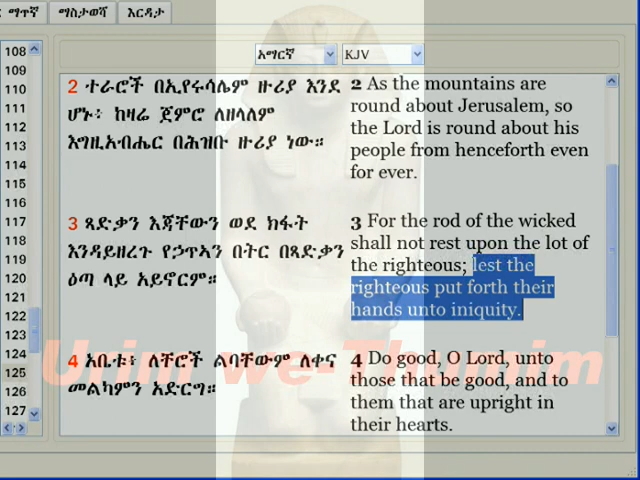 ፤ ማጥኛ ማስታወሻ እርዳታ
አማርኛ KJV
108
109
110
111
112
113
114
115
116
117
118
119
120
121
122
123
124
125
126
127
2 ተራሮች በኢየሩሳሌም ዙሪያ እንደ
ሆኑ፥ ከዛሬ ጀምሮ ለዘላለም
እግዚአብሔር በሕዝቡ ዙሪያ ነው።
2 As the mountains are
round about Jerusalem, so
the Lord is round about his
people from henceforth even
for ever.
3 ጻድቃን እጃቸውን ወደ ክፋት
እንዳይዘረጉ የኃጥኣን በትር በጻድቃን
ዕጣ ላይ አይኖርም።
3 For the rod of the wicked
shall not rest upon the lot of
the righteous; lest the
righteous put forth their
hands unto iniquity.
4 አቤቱ፥ ለቸሮች ልባቸውም ለቀና
መልካምን አድርግ።
4 Do good, O Lord, unto
those that be good, and to
them that are upright in
their hearts.
Urim we-Thumim